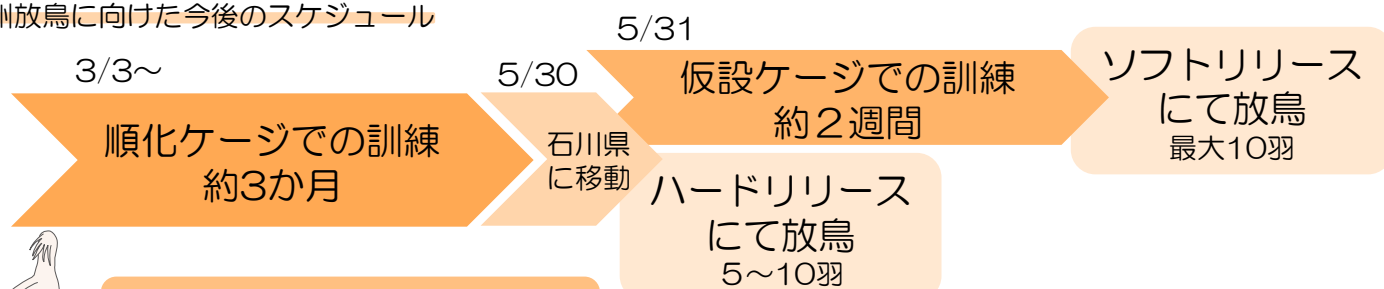 州放鳥に向けた今後のスケジュール
3/3～
順化ケージでの訓練
約3か月
5/30
石川県
に移動
5/31
仮設ケージでの訓練
約２週間
ソフトリリース
にて放鳥
最大10羽
ハードリリース
にて放鳥
5～10羽